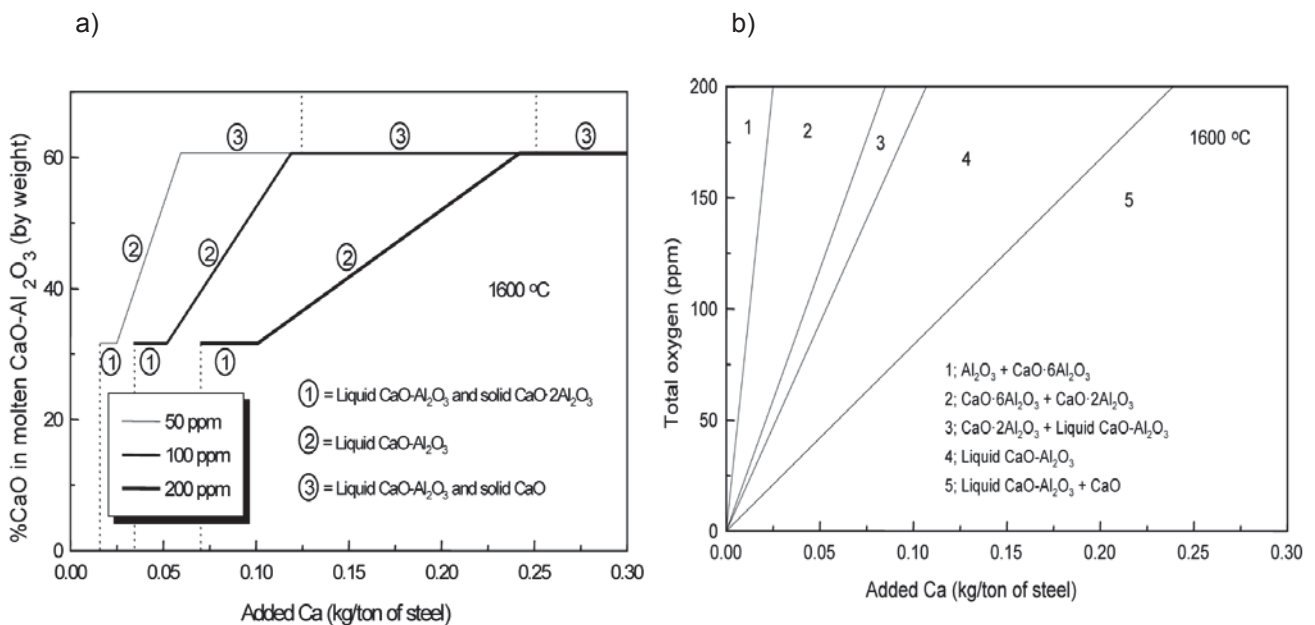 a)
%CaO in molten CaO-Al₂O₃ (by weight)
60
40
20
0
③ ③ ③
② ② ②
① ① ①
1600 ºC
50 ppm
100 ppm
200 ppm
① = Liquid CaO-Al₂O₃ and solid CaO·2Al₂O₃
② = Liquid CaO-Al₂O₃
③ = Liquid CaO-Al₂O₃ and solid CaO
0.00 0.05 0.10 0.15 0.20 0.25 0.30
Added Ca (kg/ton of steel)
b)
Total oxygen (ppm)
200
150
100
50
0
1 2 3 4 5
1600 ºC
1; Al₂O₃ + CaO·6Al₂O₃
2; CaO·6Al₂O₃ + CaO·2Al₂O₃
3; CaO·2Al₂O₃ + Liquid CaO-Al₂O₃
4; Liquid CaO-Al₂O₃
5; Liquid CaO-Al₂O₃ + CaO
0.00 0.05 0.10 0.15 0.20 0.25 0.30
Added Ca (kg/ton of steel)